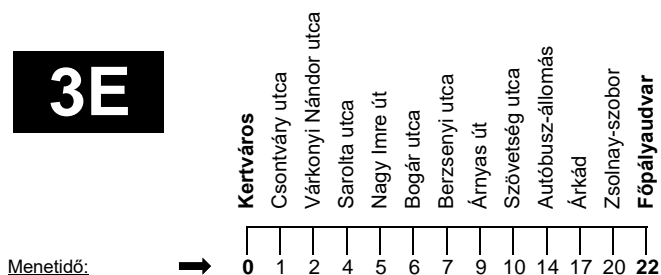 3E
Kertváros
Csontváry utca
Várkonyi Nándor utca
Sarolta utca
Nagy Imre út
Bogár utca
Berzsenyi utca
Árnyas út
Szövetség utca
Autóbusz-állomás
Árkád
Zsolnay-szobor
Főpályaudvar
Menetidő: 0 1 2 4 5 6 7 9 10 14 17 20 22